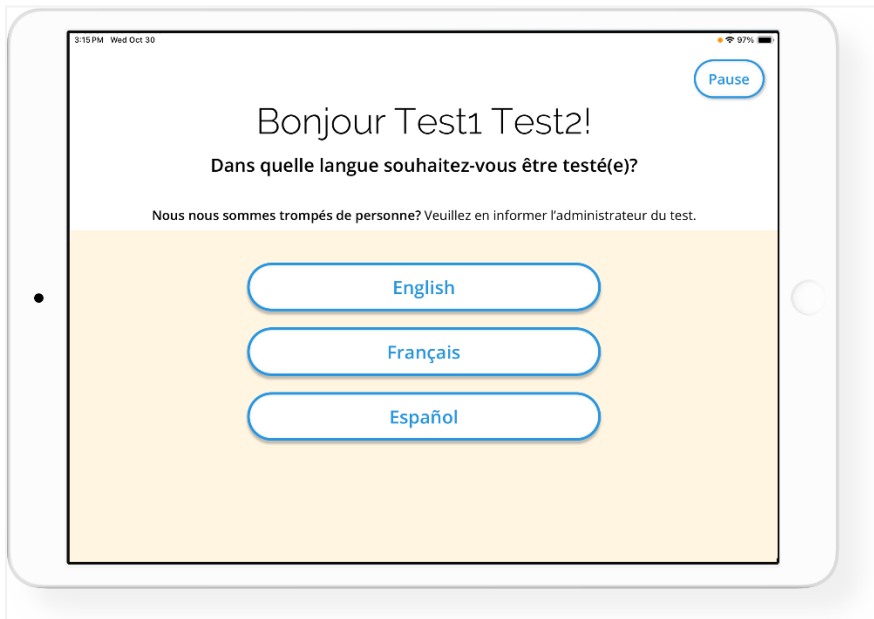 3:15 PM Wed Oct 30
97%
Pause
Bonjour Test1 Test2!
Dans quelle langue souhaitez-vous être testé(e)?
Nous nous sommes trompés de personne? Veuillez en informer l'administrateur du test.
English
Français
Español